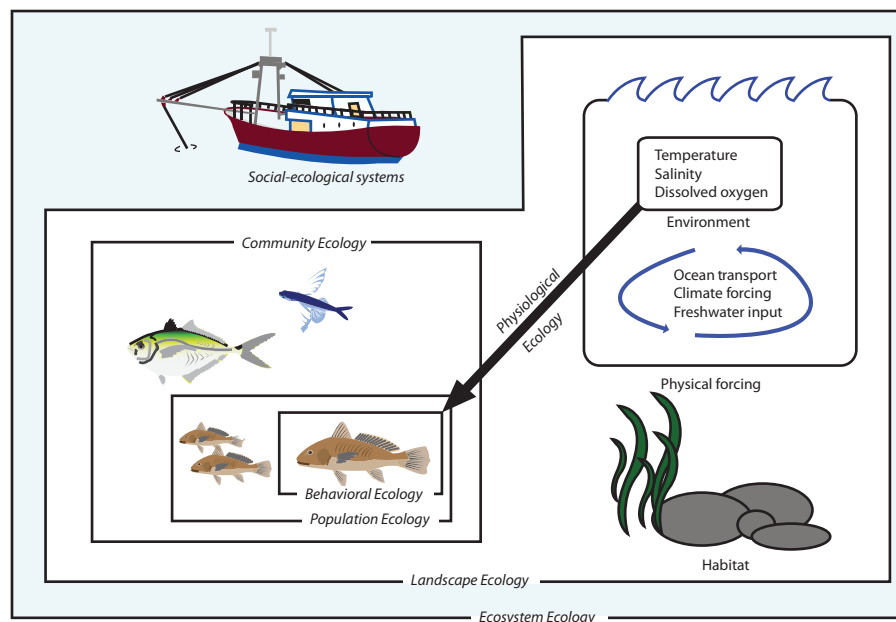 Social-ecological systems
Temperature
Salinity
Dissolved oxygen
Environment
Community Ecology
Physiological
Ecology
Ocean transport
Climate forcing
Freshwater input
Physical forcing
Behavioral Ecology
Population Ecology
Habitat
Landscape Ecology
Ecosystem Ecology